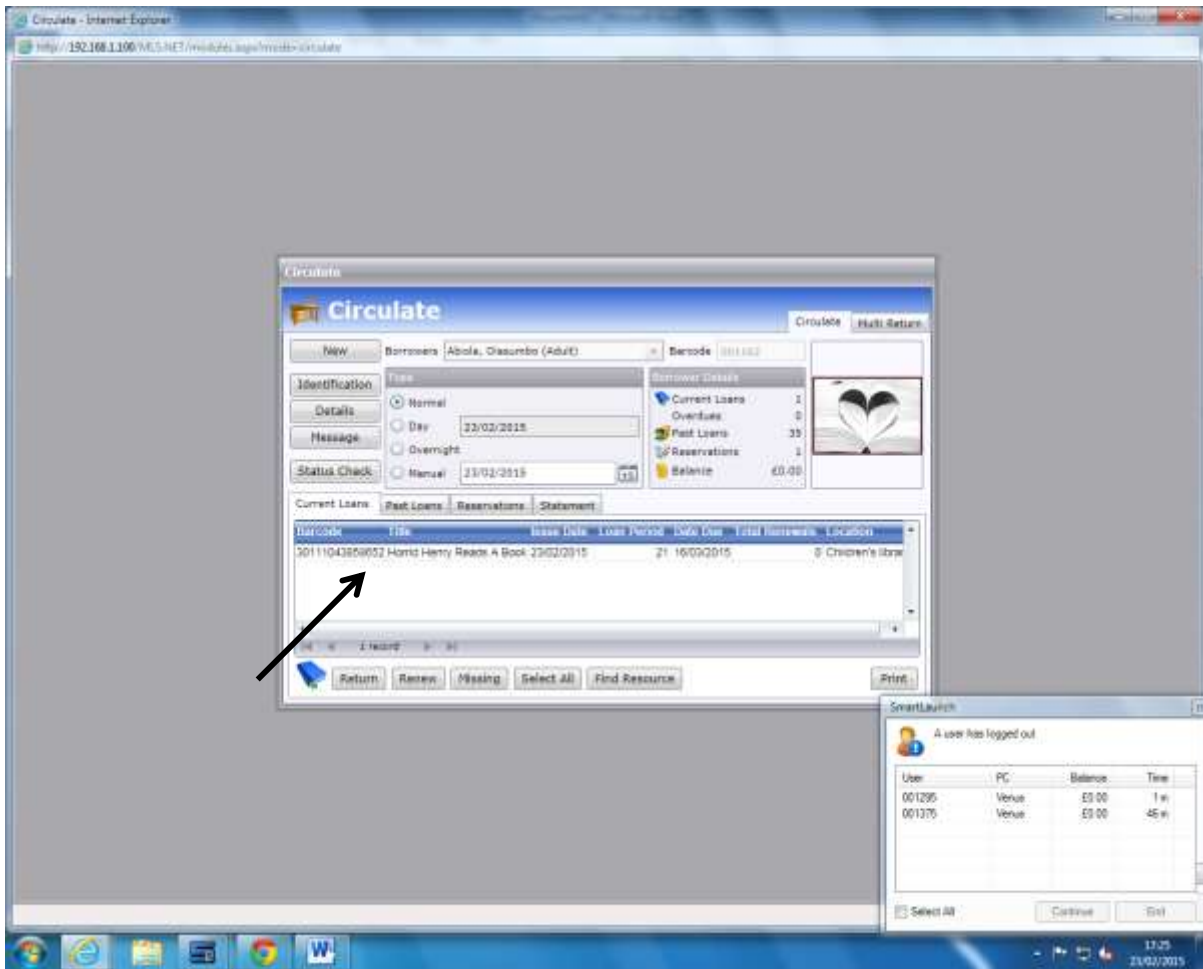 Circulate - Internet Explorer
http://192.168.1.100/MLS.NET/modules.aspx?mode=circulate
Circulate
Circulate
Circulate Multi Return
New Borrowers Abiola, (Adult) Barcode
Identification Type Borrower Details
Details Normal Current Loans 1
Day 23/02/2015 Overdues 0
Message Past Loans 39
Overnight Reservations 1
Status Check Manual 23/02/2015 Balance £0.00
Current Loans Past Loans Reservations Statement
Barcode Title Issue Date Loan Period Date Due Total Renewals Location
Horrid Henry Reads A Book 23/02/2015 21 16/03/2015 0 Children's librar
1 record
Return Renew Missing Select All Find Resource Print
SmartLaunch
A user has logged out
User PC Balance Time
001295 Venus £0.00 1 m
001376 Venus £0.00 46 m
Select All Continue End
17:25
23/02/2015